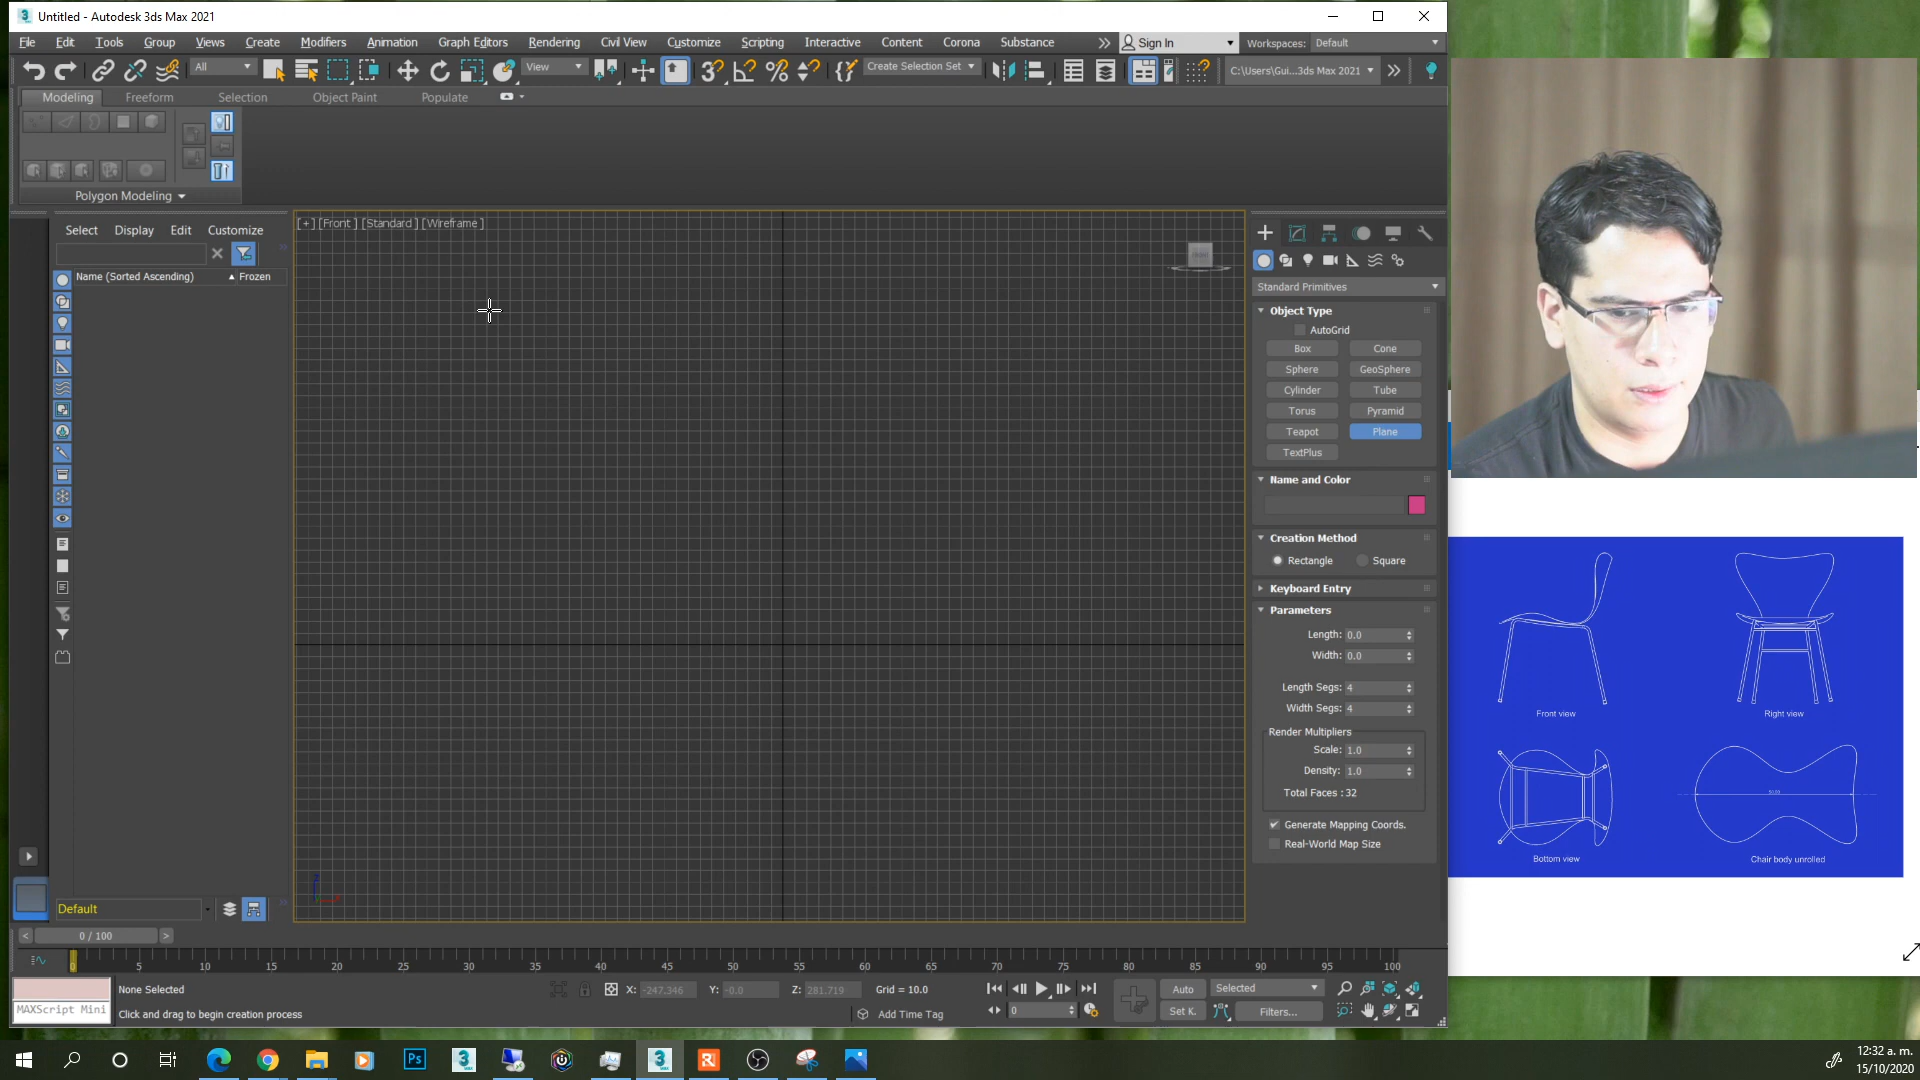 Untitled - Autodesk 3ds Max 2021
File Edit Tools Group Views Create Modifiers Animation Graph Editors Rendering Civil View Customize Scripting Interactive Content Corona Substance
Sign In
Workspaces: Default
All
View
Create Selection Set
C:\Users\Gui...3ds Max 2021
Modeling Freeform Selection Object Paint Populate
Polygon Modeling
Select Display Edit Customize
Name (Sorted Ascending) Frozen
[+] [Front ] [Standard ] [Wireframe ]
Standard Primitives
Object Type
AutoGrid
Box Cone
Sphere GeoSphere
Cylinder Tube
Torus Pyramid
Teapot Plane
TextPlus
Name and Color
Creation Method
Rectangle Square
Keyboard Entry
Parameters
Length: 0.0
Width: 0.0
Length Segs: 4
Width Segs: 4
Render Multipliers
Scale: 1.0
Density: 1.0
Total Faces : 32
Generate Mapping Coords.
Real-World Map Size
Front view
Right view
Bottom view
Chair body unrolled
Default
0 / 100
0 5 10 15 20 25 30 35 40 45 50 55 60 65 70 75 80 85 90 95 100
None Selected
X: -247.346 Y: -0.0 Z: 281.719 Grid = 10.0
Auto Selected
MAXScript Mini
Click and drag to begin creation process
Add Time Tag
0
Set K. Filters...
12:32 a. m.
15/10/2020